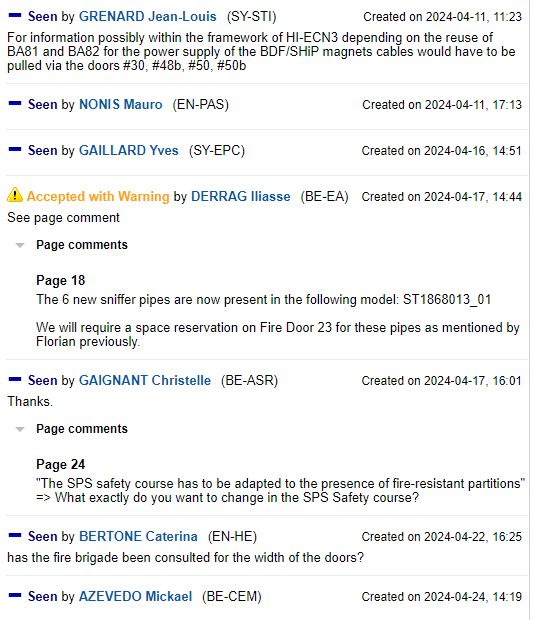 Seen by GRENARD Jean-Louis (SY-STI) Created on 2024-04-11, 11:23
For information possibly within the framework of HI-ECN3 depending on the reuse of
BA81 and BA82 for the power supply of the BDF/SHiP magnets cables would have to be
pulled via the doors #30, #48b, #50, #50b
Seen by NONIS Mauro (EN-PAS) Created on 2024-04-11, 17:13
Seen by GAILLARD Yves (SY-EPC) Created on 2024-04-16, 14:51
Accepted with Warning by DERRAG Iliasse (BE-EA) Created on 2024-04-17, 14:44
See page comment
Page comments
Page 18
The 6 new sniffer pipes are now present in the following model: ST1868013_01
We will require a space reservation on Fire Door 23 for these pipes as mentioned by
Florian previously.
Seen by GAIGNANT Christelle (BE-ASR) Created on 2024-04-17, 16:01
Thanks.
Page comments
Page 24
"The SPS safety course has to be adapted to the presence of fire-resistant partitions"
=> What exactly do you want to change in the SPS Safety course?
Seen by BERTONE Caterina (EN-HE) Created on 2024-04-22, 16:25
has the fire brigade been consulted for the width of the doors?
Seen by AZEVEDO Mickael (BE-CEM) Created on 2024-04-24, 14:19